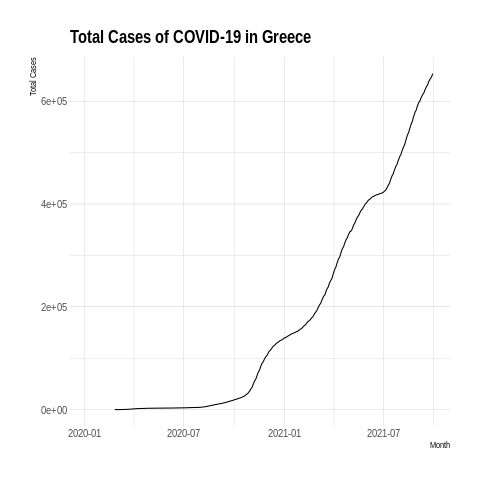 Total Cases of COVID-19 in Greece
Total Cases
6e+05
4e+05
2e+05
0e+00
2020-01 2020-07 2021-01 2021-07
Month